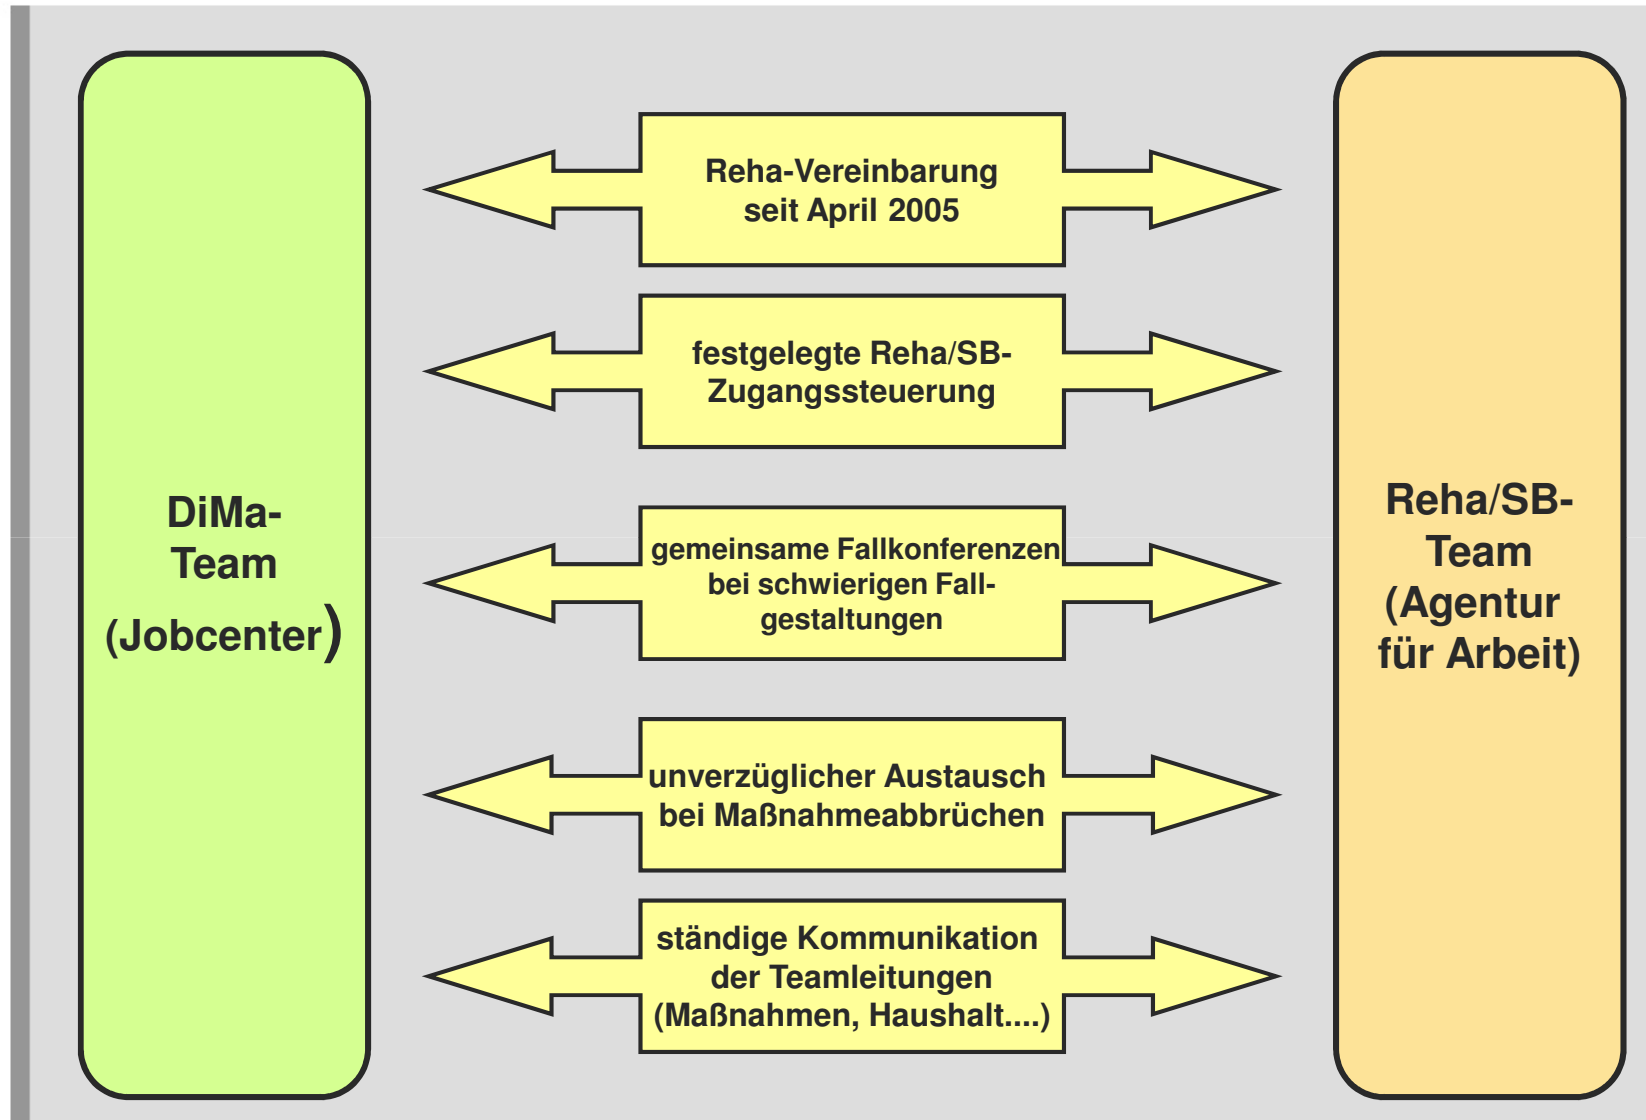 DiMa-
Team
(Jobcenter)
Reha-Vereinbarung
seit April 2005
festgelegte Reha/SB-
Zugangssteuerung
gemeinsame Fallkonferenzen
bei schwierigen Fall-
gestaltungen
unverzüglicher Austausch
bei Maßnahmeabbrüchen
ständige Kommunikation
der Teamleitungen
(Maßnahmen, Haushalt....)
Reha/SB-
Team
(Agentur
für Arbeit)